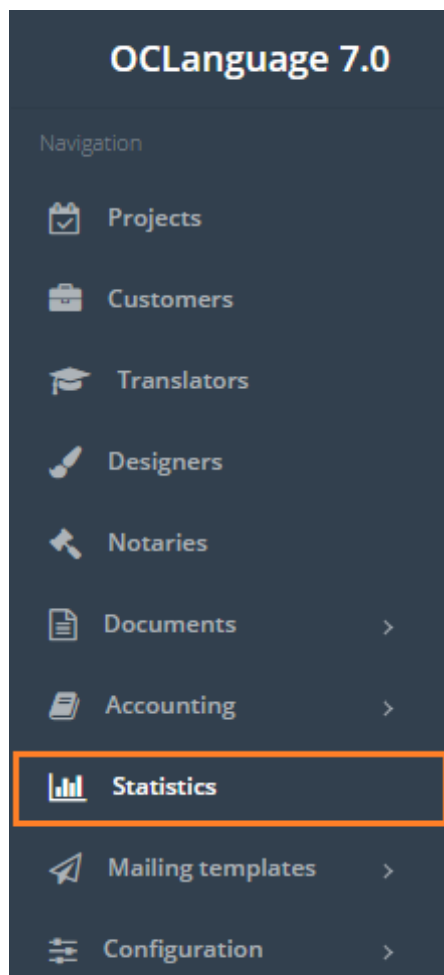 OCLanguage 7.0
Navigation
Projects
Customers
Translators
Designers
Notaries
Documents
Accounting
Statistics
Mailing templates
Configuration